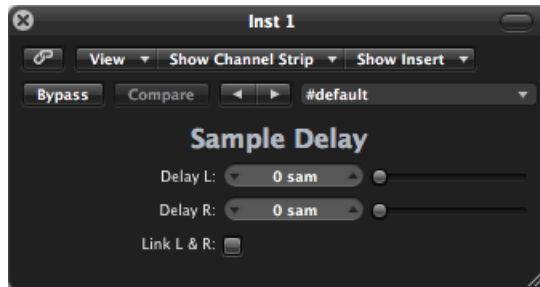 Inst 1
View Show Channel Strip Show Insert
Bypass Compare #default
Sample Delay
Delay L: 0 sam
Delay R: 0 sam
Link L & R: